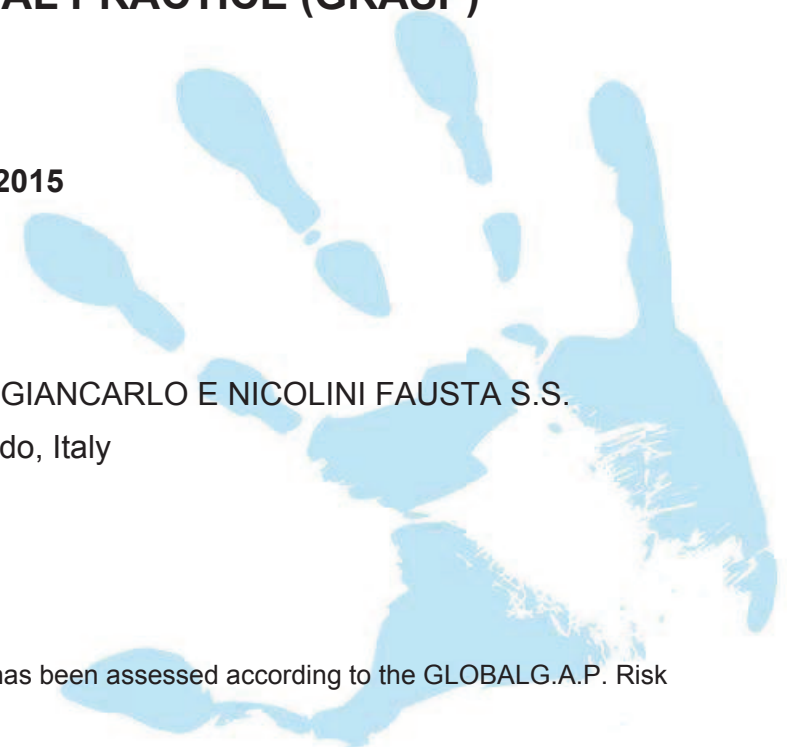 AL PRACTICE (GRASP)
2015
GIANCARLO E NICOLINI FAUSTA S.S.
do, Italy
has been assessed according to the GLOBALG.A.P. Risk